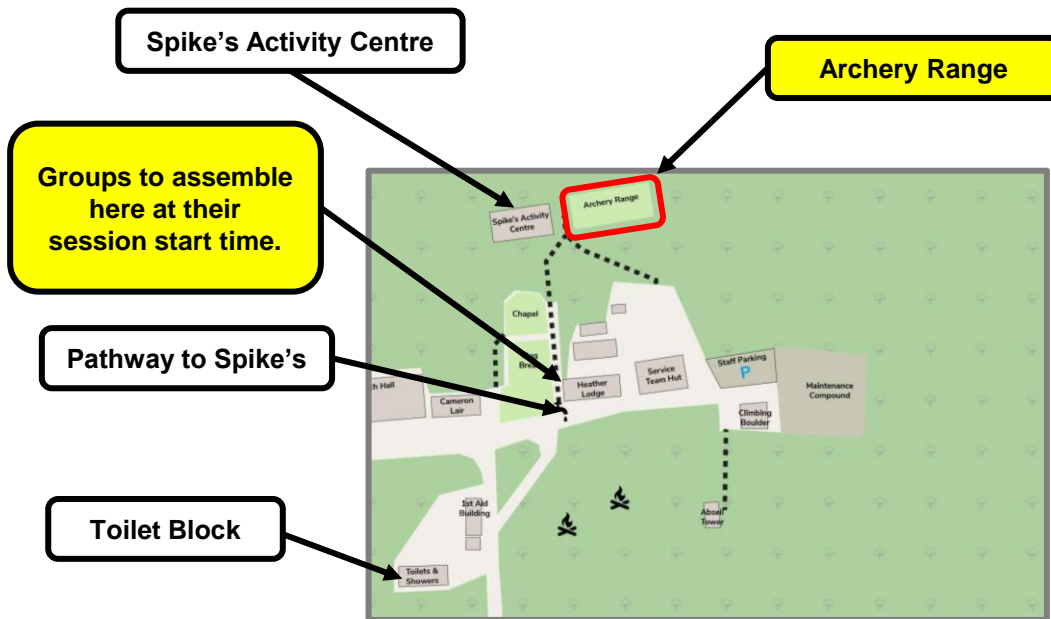 Spike’s Activity Centre
Archery Range
Groups to assemble
here at their
session start time.
Pathway to Spike’s
Toilet Block
Archery Range
Spike's Activity
Centre
Chapel
Heather
Lodge
Service
Team Hut
Staff Parking
P
Maintenance
Compound
Hall
Cameron
Lair
Climbing
Boulder
1st Aid
Building
Abseil
Tower
Toilets &
Showers